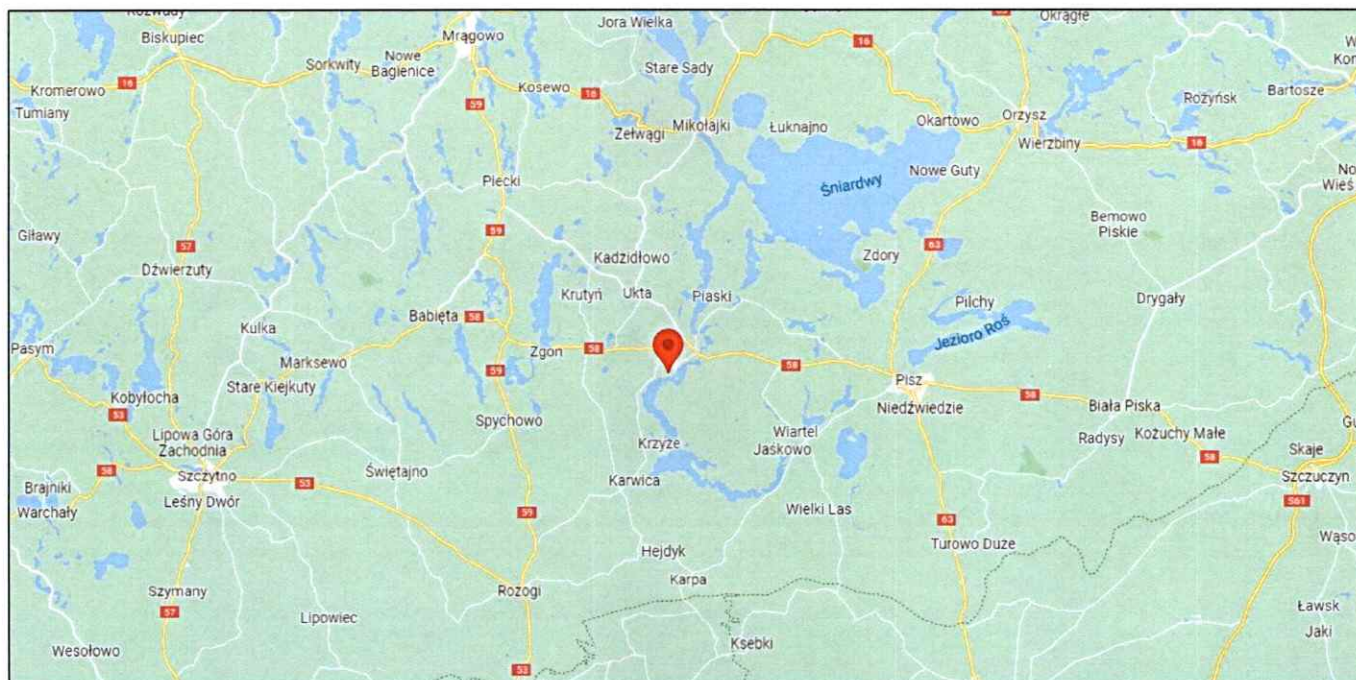 Rozwady
Jora Wielka
Okrągłe
Biskupiec
Mrągowo
16
Sorkwity
Nowe
Bagienice
Stare Sady
Kromerowo
16
16
Kosewo
16
Rożyńsk
Bartosze
Tumiany
59
Żełwągi
Mikołajki
Łuknajno
Okartowo
Orzysz
Wierzbiny
16
Nowe Guty
Śniardwy
Piecki
Bemowo
Piskie
Giławy
57
59
63
Kadzidłowo
Zdory
Dźwierzuty
Krutyń
Ukta
Piaski
Pilchy
Drygały
Babięta
58
Kulka
Jezioro Roś
Pasym
Marksewo
Zgon
58
58
Stare Kiejkuty
59
Pisz
58
Kobyłocha
Niedźwiedzie
Biała Piska
53
Spychowo
Lipowa Góra
Zachodnia
Krzyże
Wiartel
Jaśkowo
Radysy
Kożuchy Małe
Skaje
58
Szczytno
Świętajno
58
Szczuczyn
Brajniki
53
Karwica
Leśny Dwór
S61
Warchały
59
Wielki Las
63
Turowo Duże
Hejdyk
Karpa
Szymany
Rozogi
57
Lipowiec
Ławsk
Jaki
Wesołowo
Ksebki
53